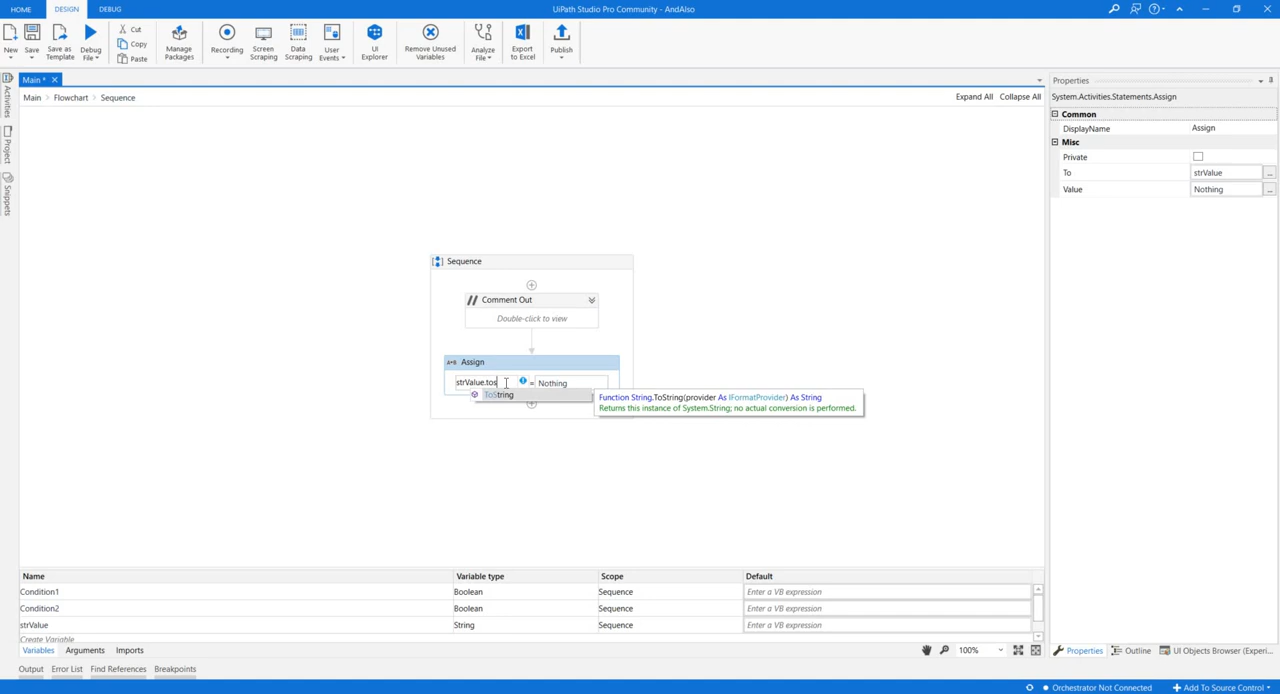 HOME DESIGN DEBUG
UiPath Studio Pro Community - AndAlso
New Save Save as Template Debug File Cut Copy Paste Manage Packages Recording Screen Scraping Data Scraping User Events UI Explorer Remove Unused Variables Analyze File Export to Excel Publish
Main *
Main > Flowchart > Sequence
Expand All Collapse All
Activities
Project
Snippets
Sequence
Comment Out
Double-click to view
A+B Assign
strValue.tos = Nothing
ToString
Function String.ToString(provider As IFormatProvider) As String
Returns this instance of System.String; no actual conversion is performed.
Properties
System.Activities.Statements.Assign
Common
DisplayName Assign
Misc
Private
To strValue ...
Value Nothing ...
Name Variable type Scope Default
Condition1 Boolean Sequence Enter a VB expression
Condition2 Boolean Sequence Enter a VB expression
strValue String Sequence Enter a VB expression
Create Variable
Variables Arguments Imports
100%
Properties Outline UI Objects Browser (Experi...
Output Error List Find References Breakpoints
Orchestrator Not Connected Add To Source Control